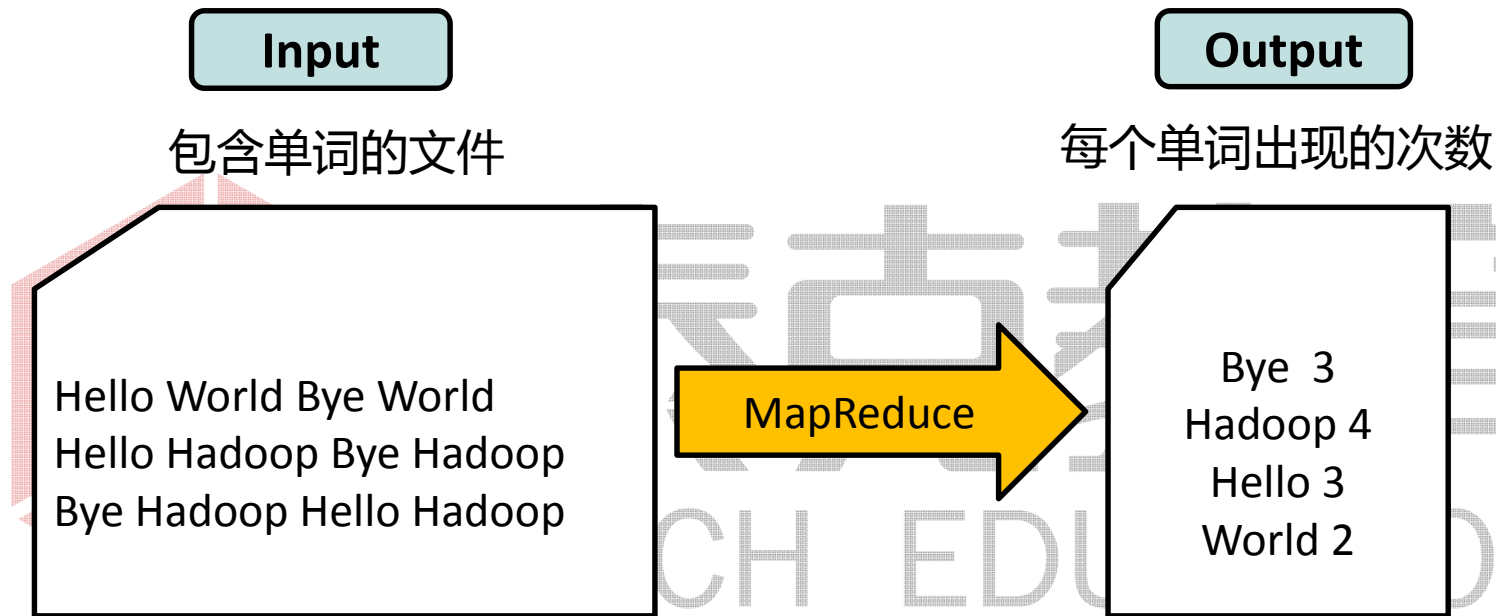 Input
包含单词的文件
Hello World Bye World
Hello Hadoop Bye Hadoop
Bye Hadoop Hello Hadoop
MapReduce
Output
每个单词出现的次数
Bye 3
Hadoop 4
Hello 3
World 2